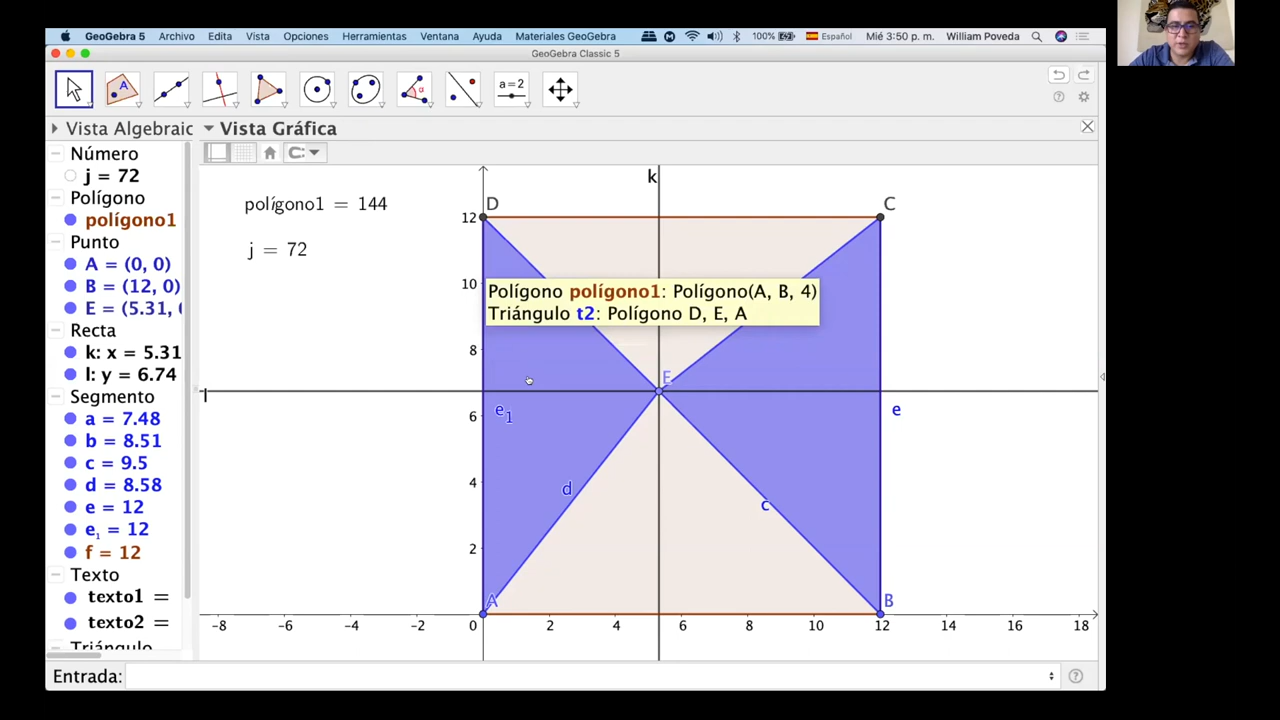 GeoGebra 5 Archivo Edita Vista Opciones Herramientas Ventana Ayuda Materiales GeoGebra 100% Español Mié 3:50 p. m. William Poveda
GeoGebra Classic 5
A α a=2
Vista Algebraic Vista Gráfica
Número
j = 72
Polígono
polígono1
Punto
A = (0, 0)
B = (12, 0)
E = (5.31, 
Recta
k: x = 5.31
l: y = 6.74
Segmento
a = 7.48
b = 8.51
c = 9.5
d = 8.58
e = 12
e1 = 12
f = 12
Texto
texto1 =
texto2 =
Triángulo
polígono1 = 144
j = 72
k
D C
12
10
8
6
4
2
Polígono polígono1: Polígono(A, B, 4)
Triángulo t2: Polígono D, E, A
E
l
e1 e
d c
A B
-8 -6 -4 -2 0 2 4 6 8 10 12 14 16 18
Entrada: